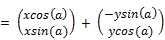 = (xcos(a)) + (-ysin(a))
(xsin(a)) (ycos(a))